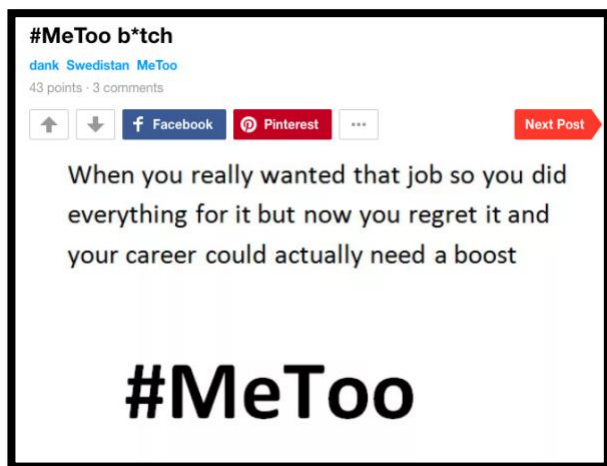 #MeToo b*tch
dank Swedistan MeToo
43 points · 3 comments
Facebook Pinterest ••• Next Post
When you really wanted that job so you did
everything for it but now you regret it and
your career could actually need a boost
#MeToo